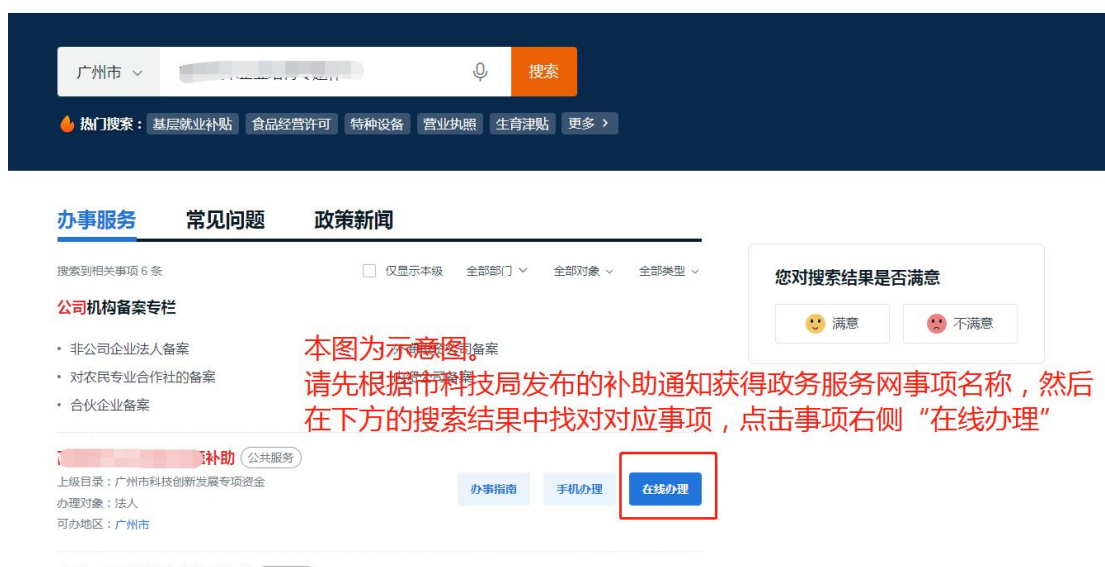 广州市
搜索
热门搜索：
基层就业补贴
食品经营许可
特种设备
营业执照
生育津贴
更多
办事服务
常见问题
政策新闻
搜索到相关事项 6 条
仅显示本级
全部部门
全部对象
全部类型
您对搜索结果是否满意
满意
不满意
公司机构备案专栏
非公司企业法人备案
公司备案
对农民专业合作社的备案
合伙企业备案
本图为示意图。
请先根据市科技局发布的补助通知获得政务服务网事项名称，然后
在下方的搜索结果中找对对应事项，点击事项右侧“在线办理”
补助
公共服务
上级目录：广州市科技创新发展专项资金
办理对象：法人
可办地区：广州市
办事指南
手机办理
在线办理